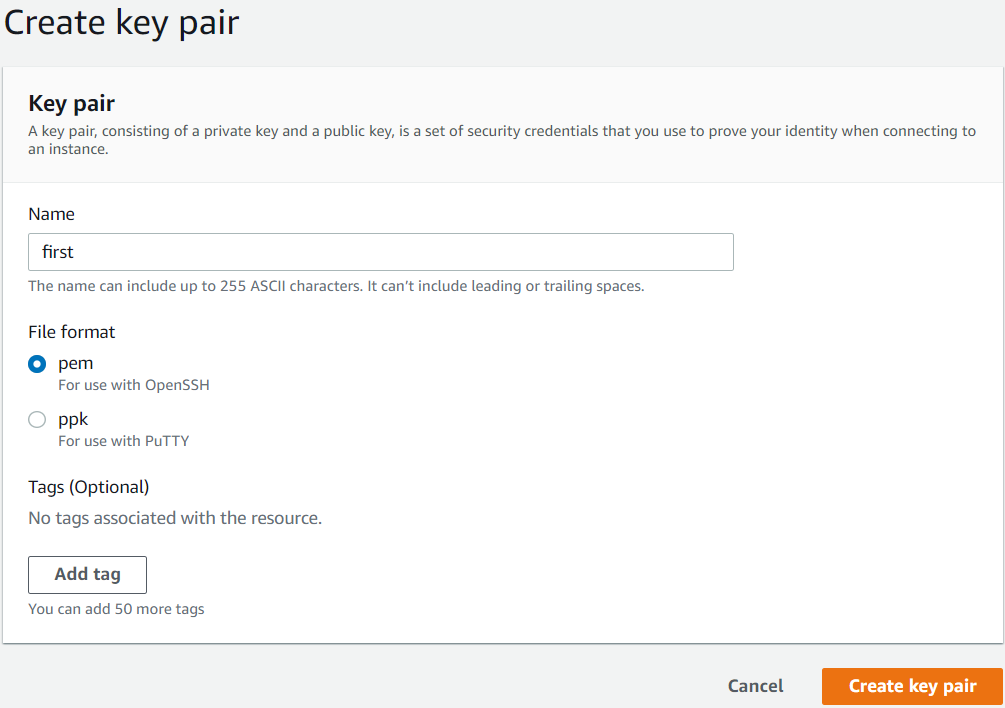 Create key pair
Key pair
A key pair, consisting of a private key and a public key, is a set of security credentials that you use to prove your identity when connecting to
an instance.
Name
first
The name can include up to 255 ASCII characters. It can't include leading or trailing spaces.
File format
pem
For use with OpenSSH
ppk
For use with PuTTY
Tags (Optional)
No tags associated with the resource.
Add tag
You can add 50 more tags
Cancel
Create key pair